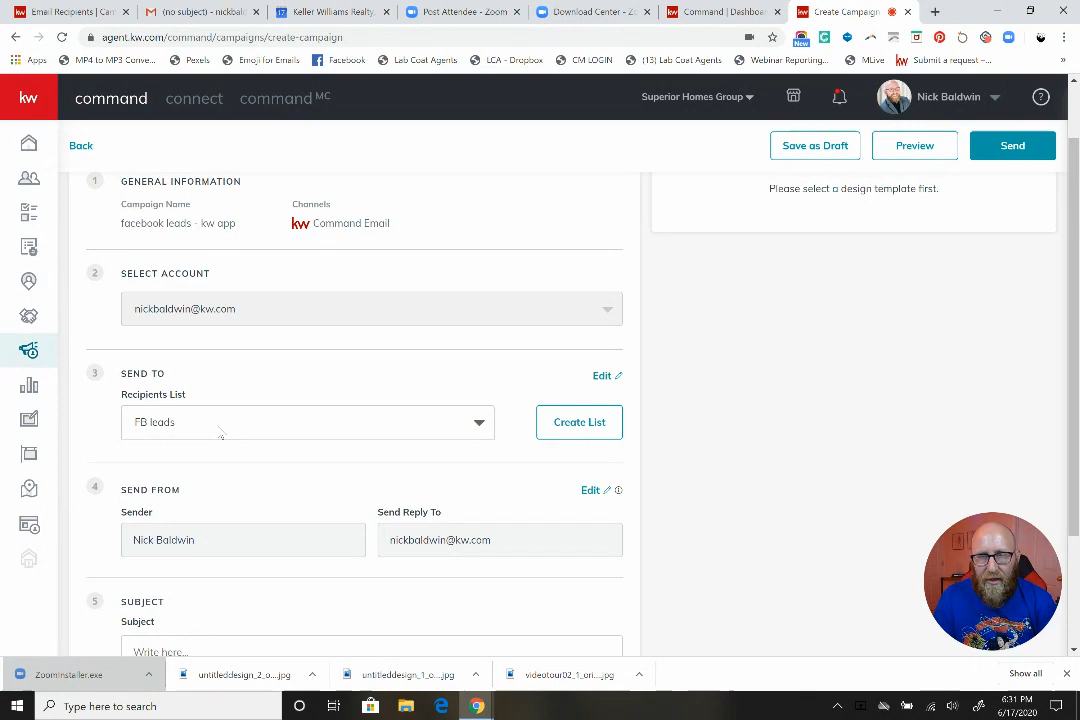 Email Recipients | Can
(no subject) - nickbald
Keller Williams Realty,
Post Attendee - Zoom
Download Center - Zo
Command | Dashboar
Create Campaign
agent.kw.com/command/campaigns/create-campaign
New
Apps
MP4 to MP3 Conve...
Pexels
Emoji for Emails
Facebook
Lab Coat Agents
LCA - Dropbox
CM LOGIN
(13) Lab Coat Agents
Webinar Reporting...
MLive
kw Submit a request –...
kw
command
connect
command MC
Superior Homes Group
Nick Baldwin
?
Back
Save as Draft
Preview
Send
1 GENERAL INFORMATION
Please select a design template first.
Campaign Name
Channels
facebook leads - kw app
kw Command Email
2 SELECT ACCOUNT
nickbaldwin@kw.com
3 SEND TO
Edit
Recipients List
FB leads
Create List
4 SEND FROM
Edit
Sender
Send Reply To
Nick Baldwin
nickbaldwin@kw.com
5 SUBJECT
Subject
Write here...
ZoomInstaller.exe
untitleddesign_2_o....jpg
untitleddesign_1_o....jpg
videotour02_1_ori....jpg
Show all
Type here to search
6:31 PM
6/17/2020